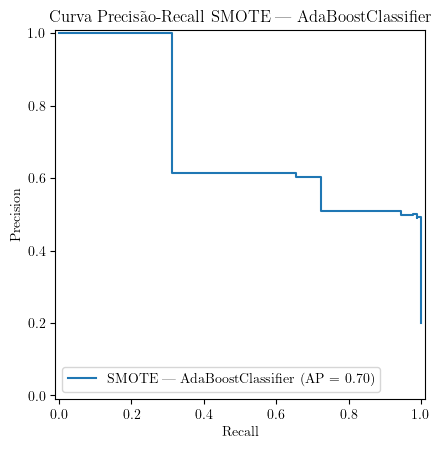 Curva Precisão-Recall SMOTE — AdaBoostClassifier
1.0
0.8
0.6
0.4
0.2
0.0
Precision
SMOTE — AdaBoostClassifier (AP = 0.70)
0.0 0.2 0.4 0.6 0.8 1.0
Recall